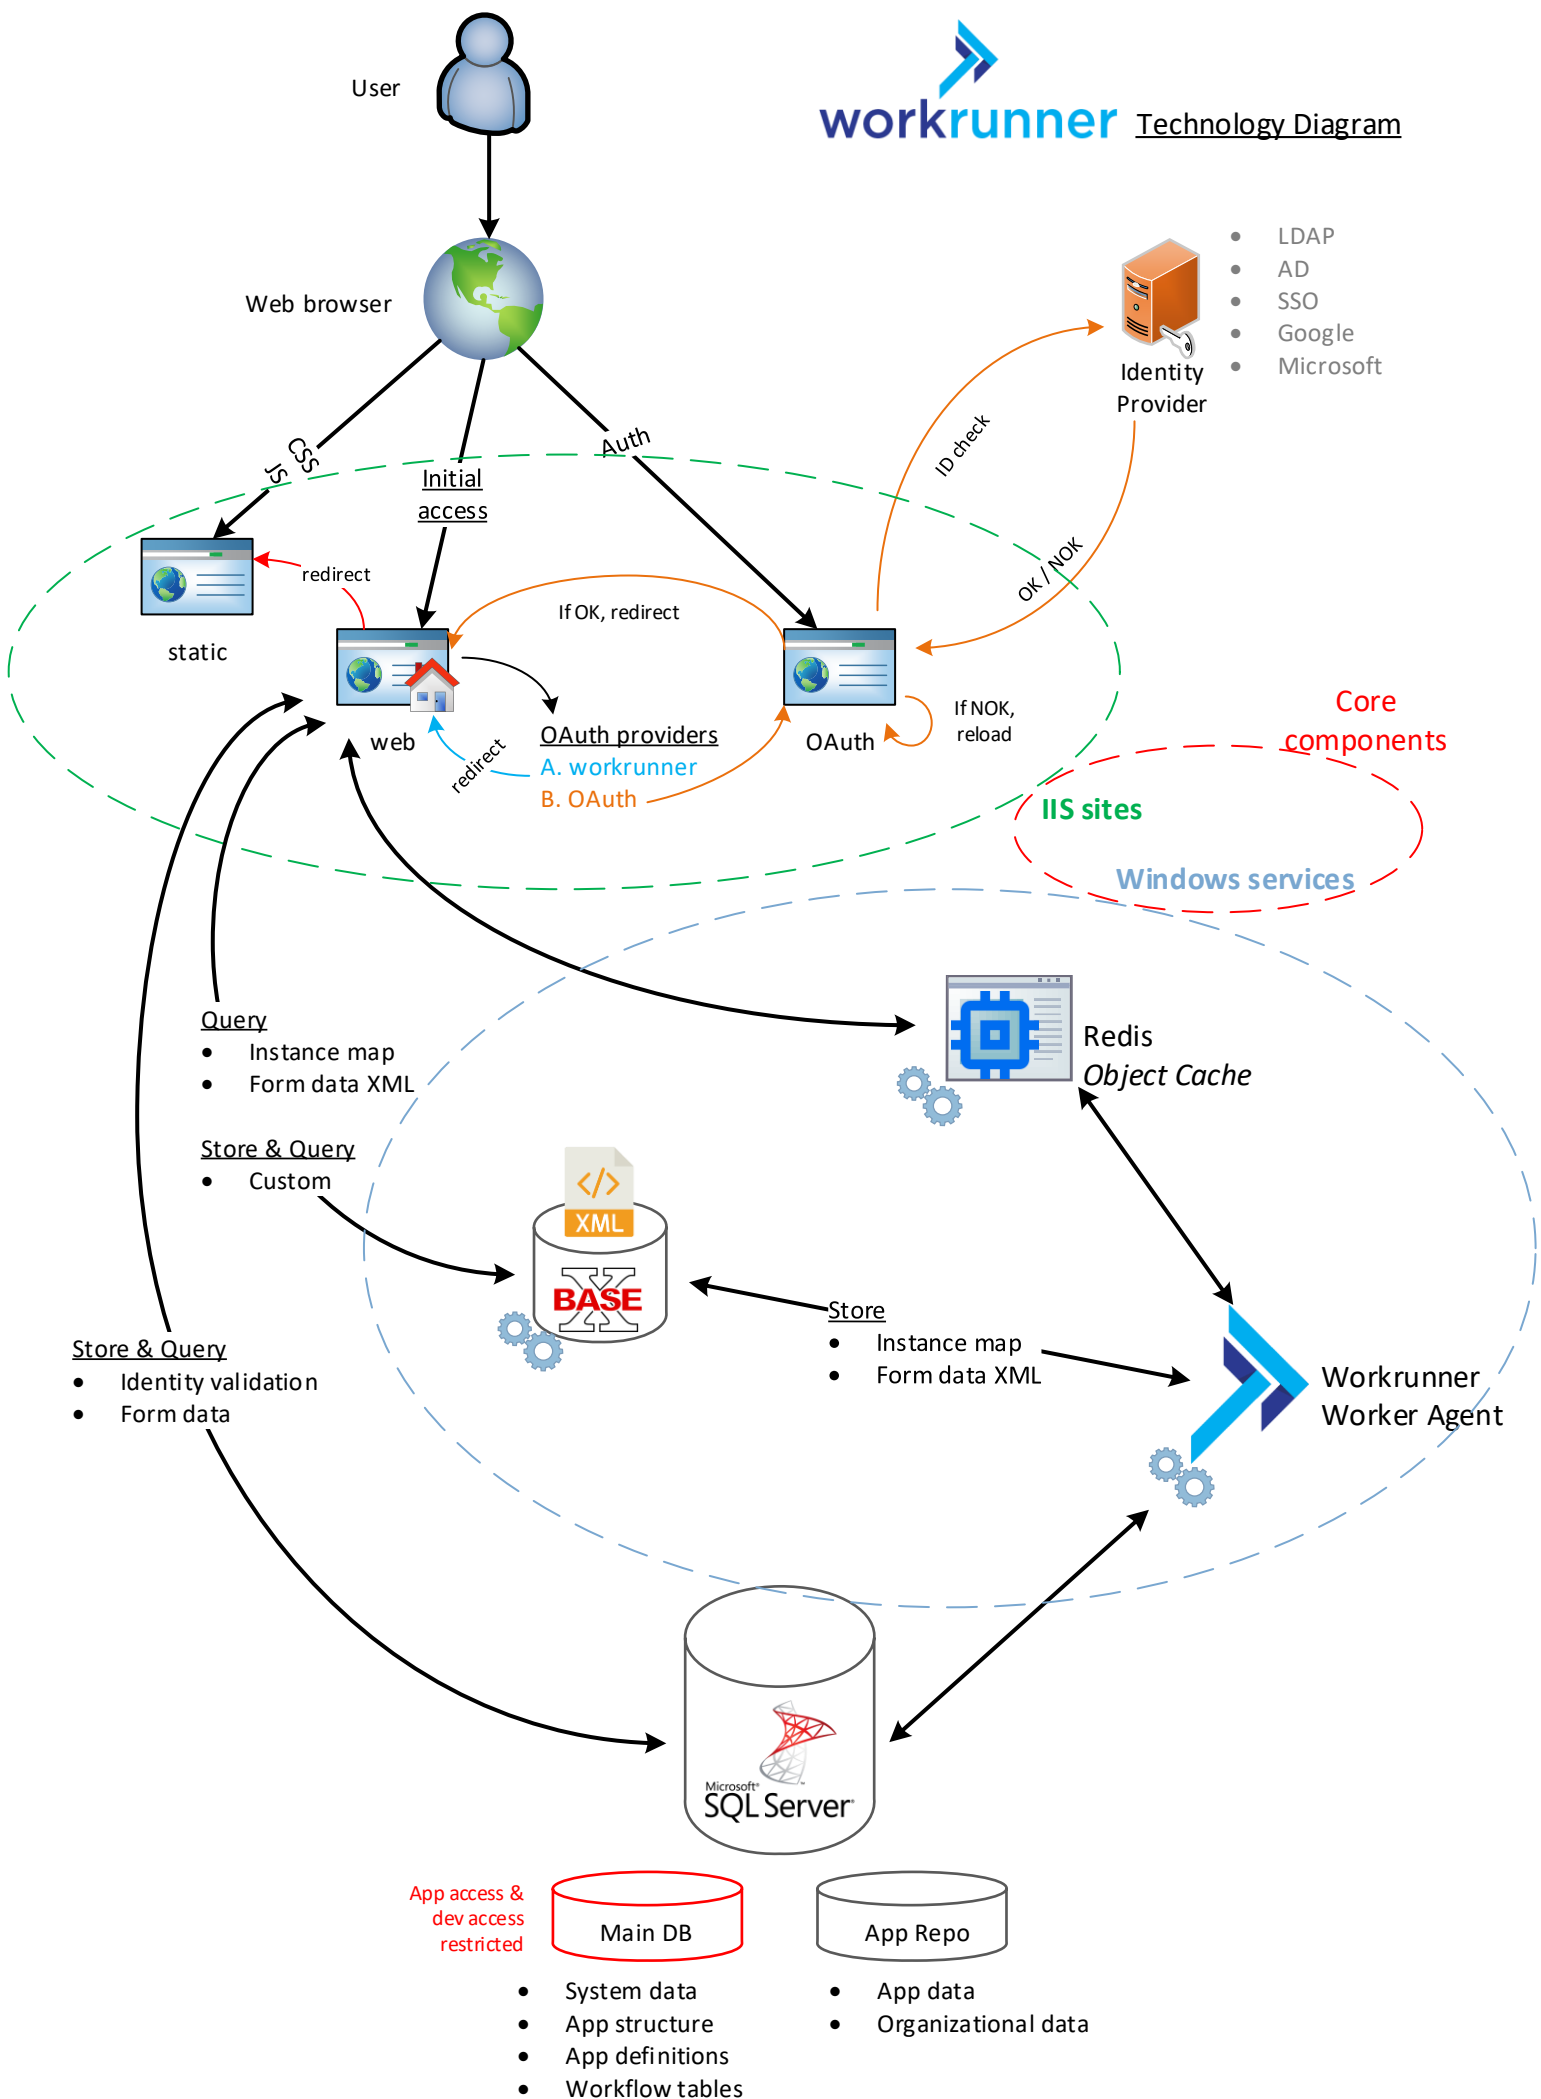 User
workrunner Technology Diagram
Web browser
• LDAP
• AD
• SSO
• Google
• Microsoft
Identity
Provider
CSS
JS
Initial
access
Auth
ID check
OK / NOK
redirect
If OK, redirect
static
web
OAuth providers
A. workrunner
B. OAuth
redirect
OAuth
If NOK,
reload
Core
components
IIS sites
Windows services
Query
• Instance map
• Form data XML
Redis
Object Cache
Store & Query
• Custom
</>
XML
X
BASE
Store
• Instance map
• Form data XML
Store & Query
• Identity validation
• Form data
Workrunner
Worker Agent
Microsoft®
SQL Server®
App access &
dev access
restricted
Main DB
App Repo
• System data
• App structure
• App definitions
• Workflow tables
• App data
• Organizational data